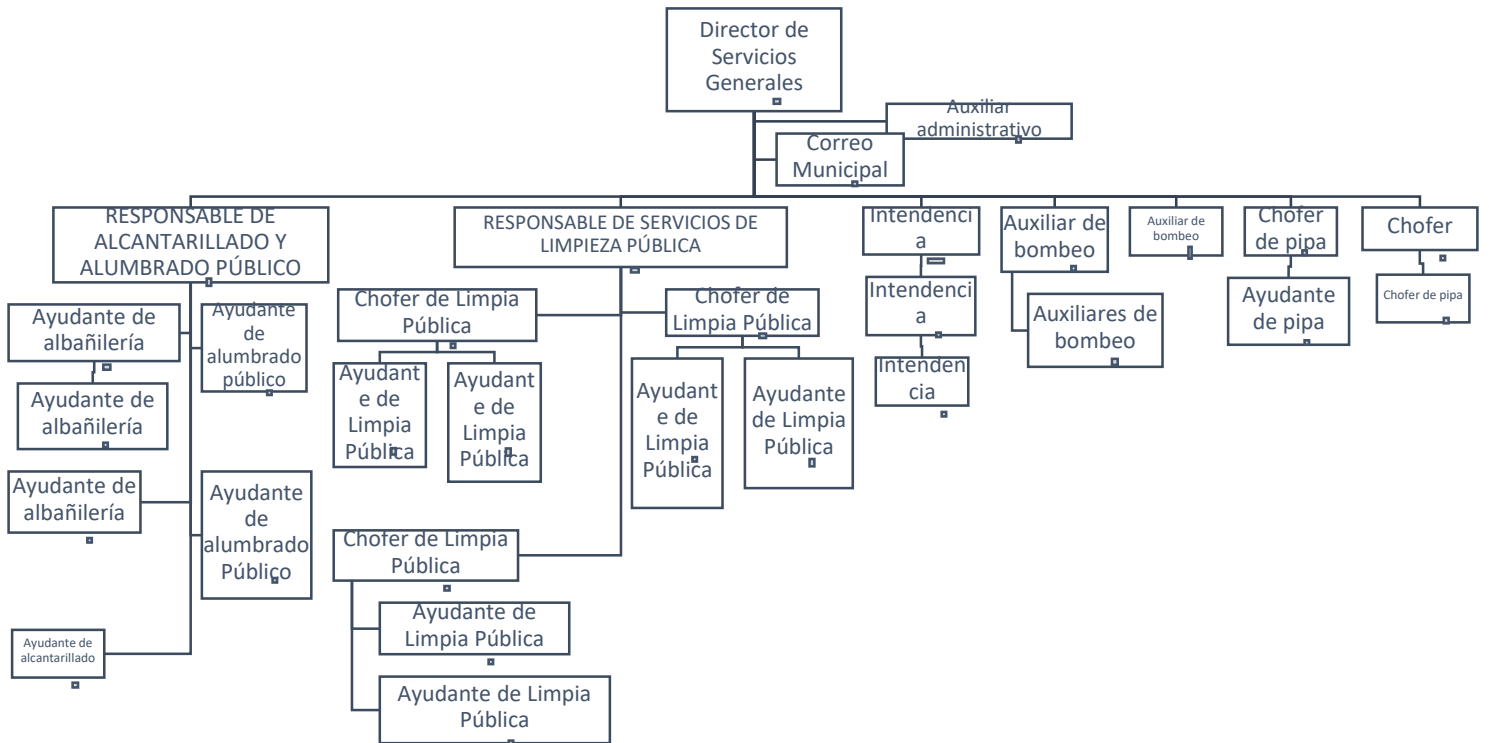 Director de
Servicios
Generales
Auxiliar
administrativo
Correo
Municipal
RESPONSABLE DE
ALCANTARILLADO Y
ALUMBRADO PÚBLICO
RESPONSABLE DE SERVICIOS DE
LIMPIEZA PÚBLICA
Intendenci
a
Auxiliar de
bombeo
Auxiliar de
bombeo
Chofer
de pipa
Chofer
Ayudante de
albañilería
Ayudante
de
alumbrado
público
Ayudante de
albañilería
Ayudante de
albañilería
Ayudante
de
alumbrado
Público
Ayudante de
alcantarillado
Chofer de Limpia
Pública
Ayudant
e de
Limpia
Pública
Ayudant
e de
Limpia
Pública
Chofer de
Limpia Pública
Ayudant
e de
Limpia
Pública
Ayudante
de Limpia
Pública
Chofer de Limpia
Pública
Ayudante de
Limpia Pública
Ayudante de Limpia
Pública
Intendenci
a
Intenden
cia
Auxiliares de
bombeo
Ayudante
de pipa
Chofer de pipa